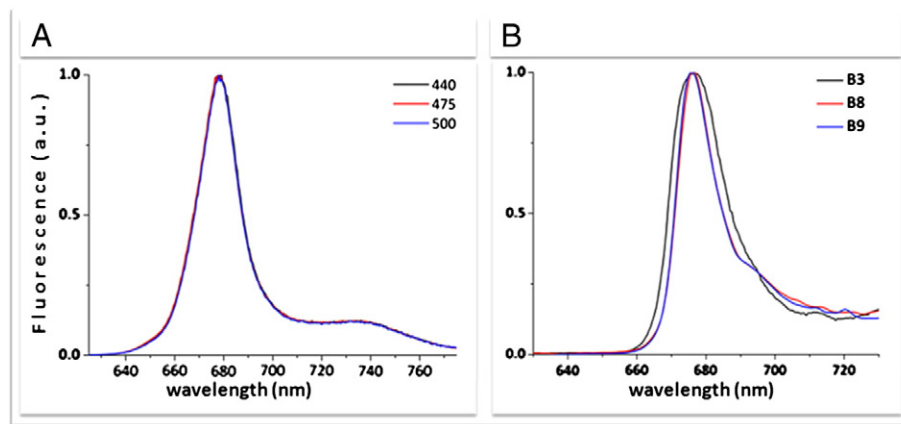 A
B
1.0
0.5
0.0
Fluorescence (a.u.)
440
475
500
640 660 680 700 720 740 760
wavelength (nm)
1.0
0.5
0.0
B3
B8
B9
640 660 680 700 720
wavelength (nm)